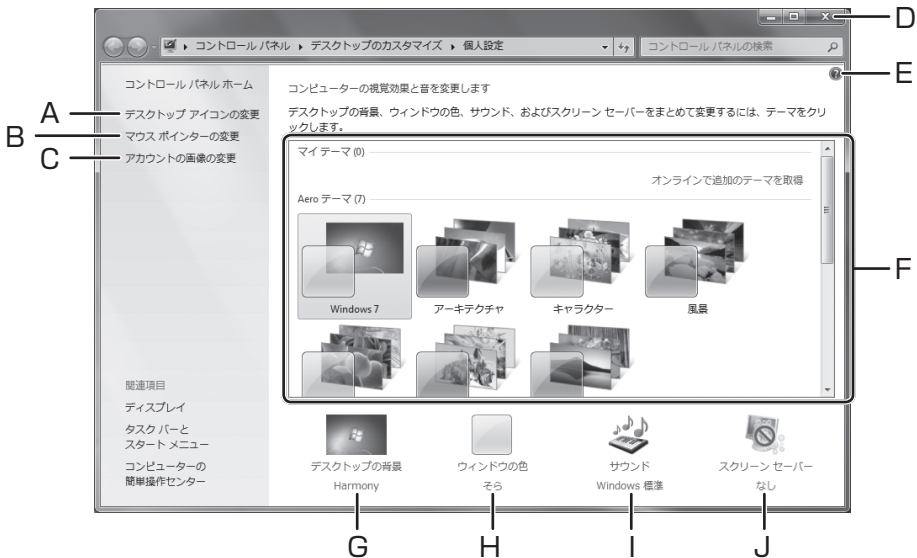 D
コントロール パネル ▸ デスクトップのカスタマイズ ▸ 個人設定
コントロール パネルの検索
E
コントロール パネル ホーム
A
デスクトップ アイコンの変更
B
マウス ポインターの変更
C
アカウントの画像の変更
コンピューターの視覚効果と音を変更します
デスクトップの背景、ウィンドウの色、サウンド、およびスクリーン セーバーをまとめて変更するには、テーマをクリ
ックします。
マイ テーマ (0)
オンラインで追加のテーマを取得
Aero テーマ (7)
F
Windows 7
アーキテクチャ
キャラクター
風景
関連項目
ディスプレイ
タスク バーと
スタート メニュー
コンピューターの
簡単操作センター
デスクトップの背景
Harmony
ウィンドウの色
そら
サウンド
Windows 標準
スクリーン セーバー
なし
G
H
I
J